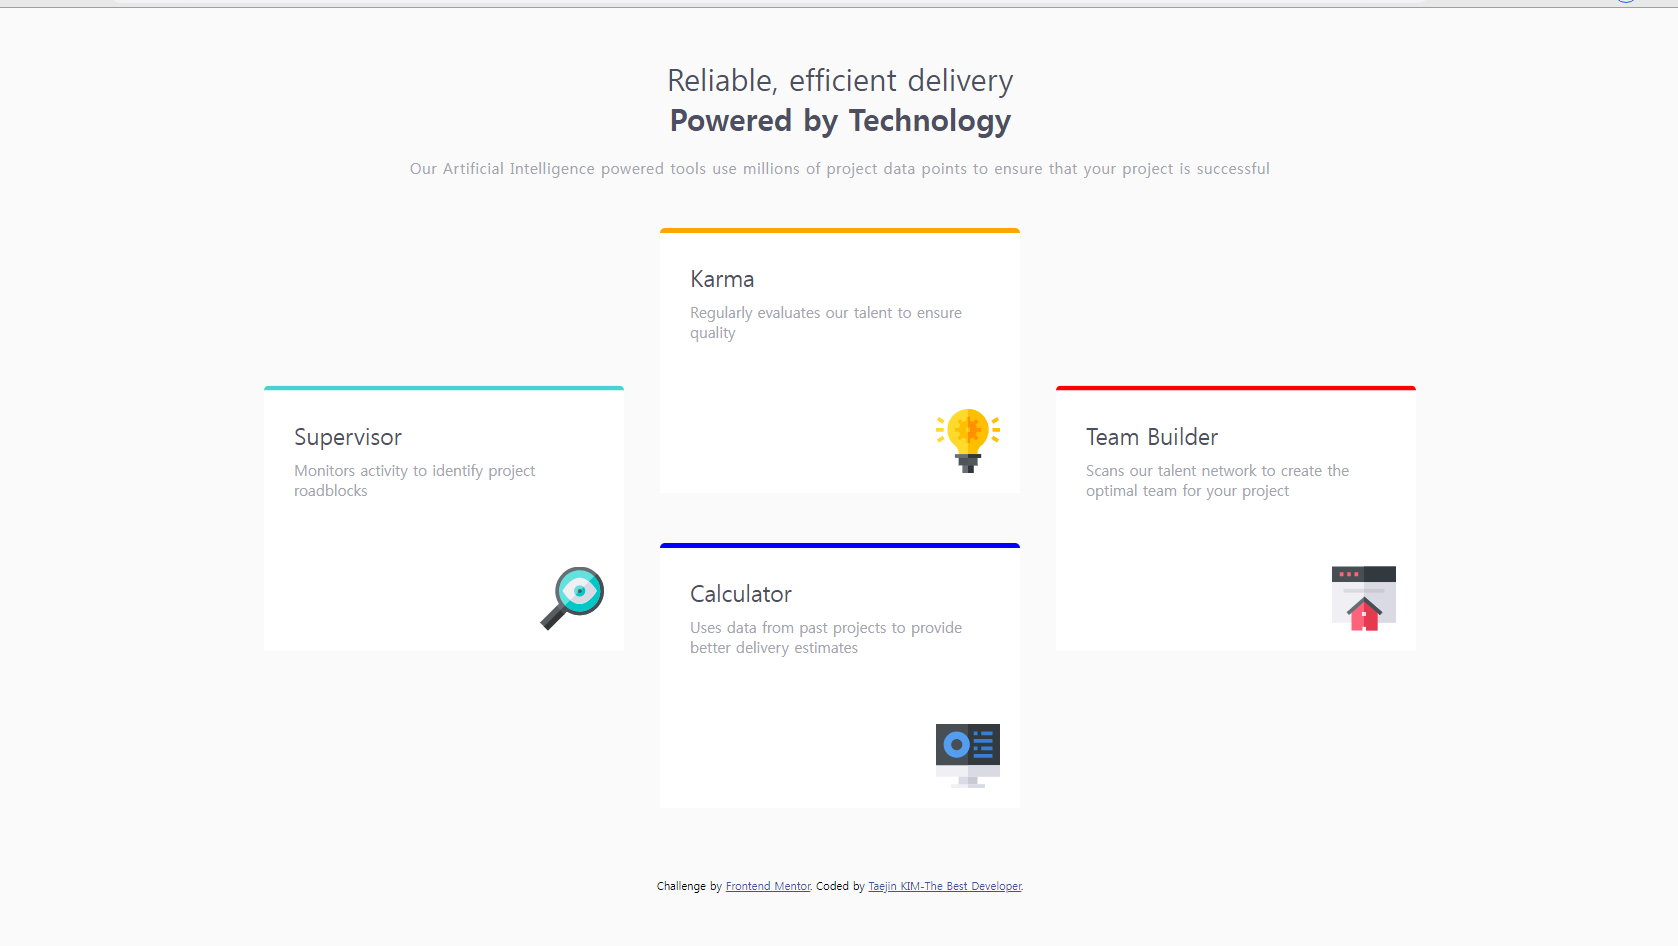 Reliable, efficient delivery
Powered by Technology
Our Artificial Intelligence powered tools use millions of project data points to ensure that your project is successful
Karma
Regularly evaluates our talent to ensure
quality
Supervisor
Monitors activity to identify project
roadblocks
Team Builder
Scans our talent network to create the
optimal team for your project
Calculator
Uses data from past projects to provide
better delivery estimates
Challenge by Frontend Mentor. Coded by Taejin KIM-The Best Developer.